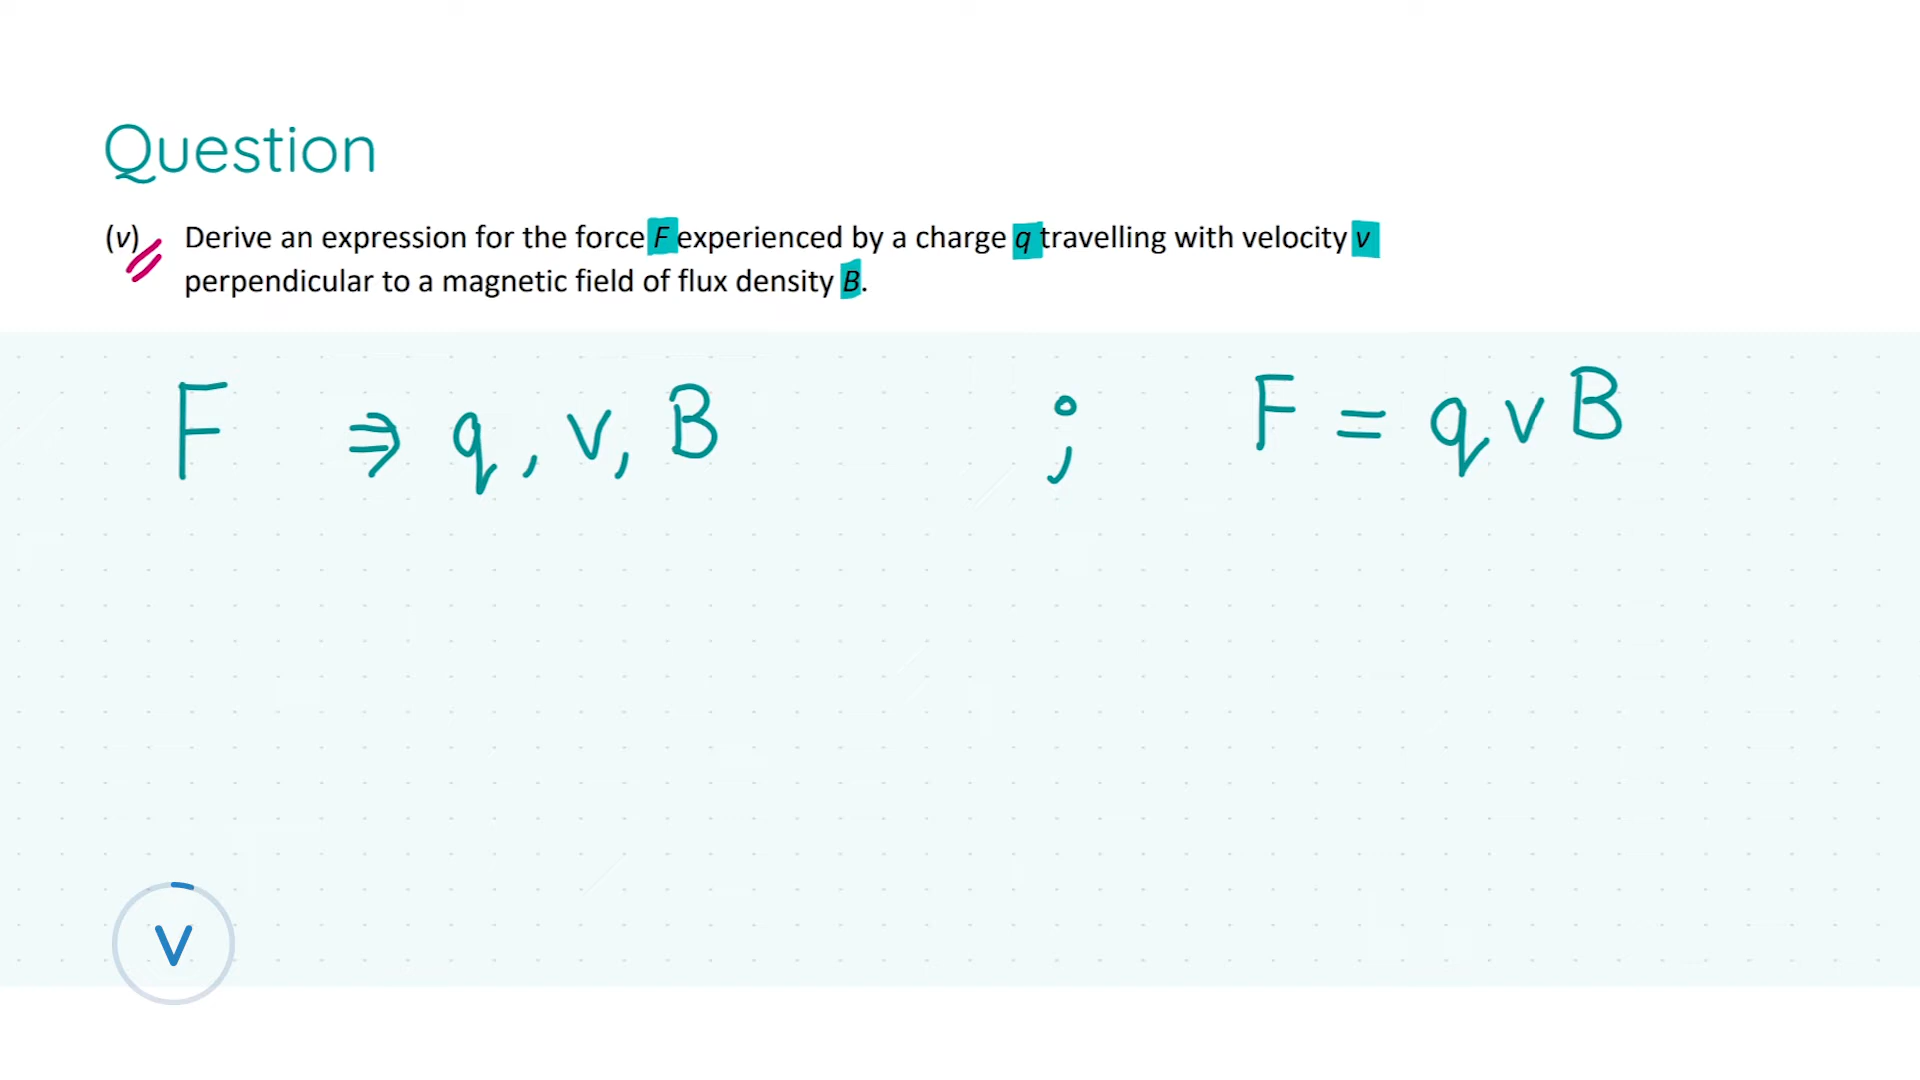 Question
(v) Derive an expression for the force F experienced by a charge q travelling with velocity v
perpendicular to a magnetic field of flux density B.
F ⇒ q, v, B ; F = qvB
V